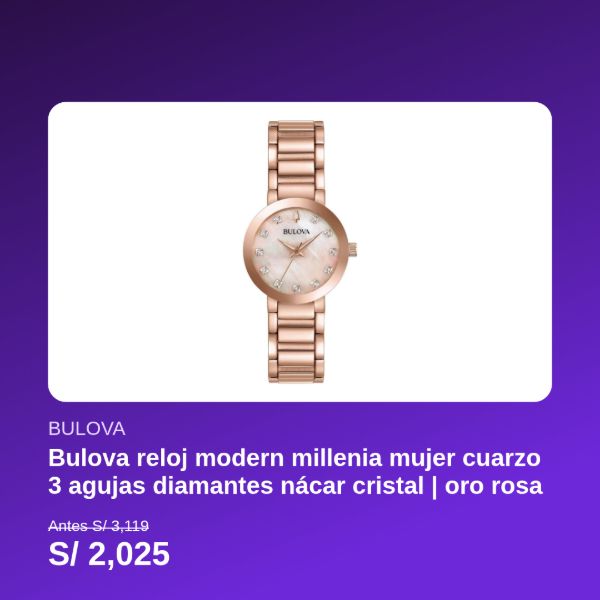 BULOVA
BULOVA
Bulova reloj modern millenia mujer cuarzo
3 agujas diamantes nácar cristal | oro rosa
Antes S/ 3,119
S/ 2,025